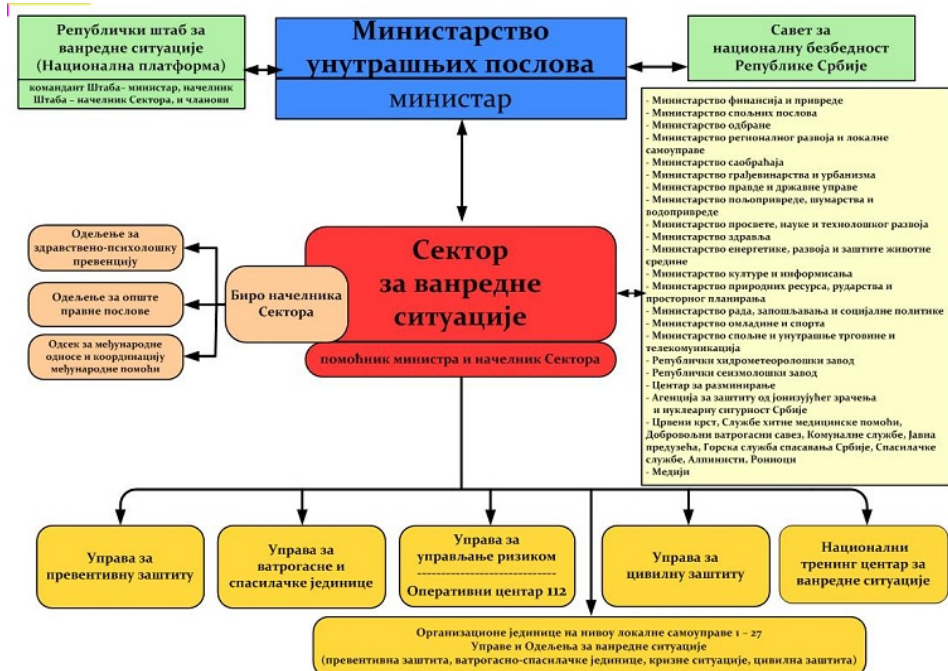 Републички штаб за
ванредне ситуације
(Национална платформа)
командант Штаба– министар, начелник
Штаба – начелник Сектора, и чланови
Министарство
унутрашњих послова
министар
Савет за
националну безбедност
Републике Србије
- Министарство финансија и привреде
- Министарство спољних послова
- Министарство одбране
- Министарство регионалног развоја и локалне
самоуправе
- Министарство саобраћаја
- Министарство грађевинарства и урбанизма
- Министарство правде и државне управе
- Министарство пољопривреде, шумарства и
водопривреде
- Министарство просвете, науке и технолошког развоја
- Министарство здравља
- Министарство енергетике, развоја и заштите животне
средине
- Министарство културе и информисања
- Министарство природних ресурса, рударства и
просторног планирања
- Министарство рада, запошљавања и социјалне политике
- Министарство омладине и спорта
- Министарство спољне и унутрашње трговине и
телекомуникација
- Републички хидрометеоролошки завод
- Републички сеизмолошки завод
- Центар за разминирање
- Агенција за заштиту од јонизујућег зрачења
и нуклеарну сигурност Србије
- Црвени крст, Службе хитне медицинске помоћи,
Добровољни ватрогасни савез, Комуналне службе, Јавна
предузећа, Горска служба спасавања Србије, Спасилачке
службе, Алпинисти, Рониоци
- Медији
Одељење за
здравствено-психолошку
превенцију
Одељење за опште
правне послове
Одсек за међународне
односе и координацију
међународне помоћи
Биро начелника
Сектора
Сектор
за ванредне
ситуације
помоћник министра и начелник Сектора
Управа за
превентивну заштиту
Управа за
ватрогасне и
спасилачке јединице
Управа за
управљање ризиком
------------------------------
Оперативни центар 112
Управа за
цивилну заштиту
Национални
тренинг центар за
ванредне ситуације
Организационе јединице на нивоу локалне самоуправе 1 – 27
Управе и Одељења за ванредне ситуације
(превентивна заштита, ватрогасно-спасилачке јединице, кризне ситуације, цивилна заштита)